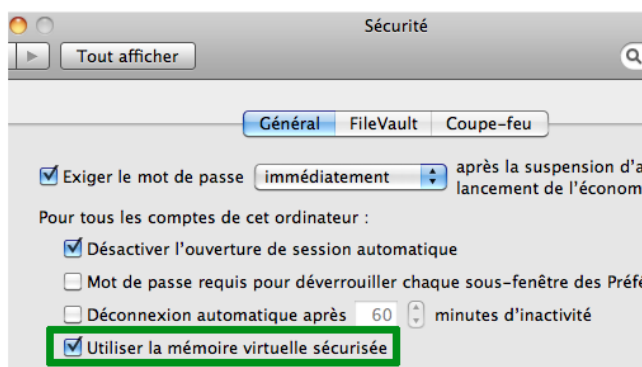 Sécurité
Tout afficher
Général FileVault Coupe-feu
Exiger le mot de passe immédiatement après la suspension d'a
lancement de l'économ
Pour tous les comptes de cet ordinateur :
Désactiver l'ouverture de session automatique
Mot de passe requis pour déverrouiller chaque sous-fenêtre des Préfé
Déconnexion automatique après 60 minutes d'inactivité
Utiliser la mémoire virtuelle sécurisée